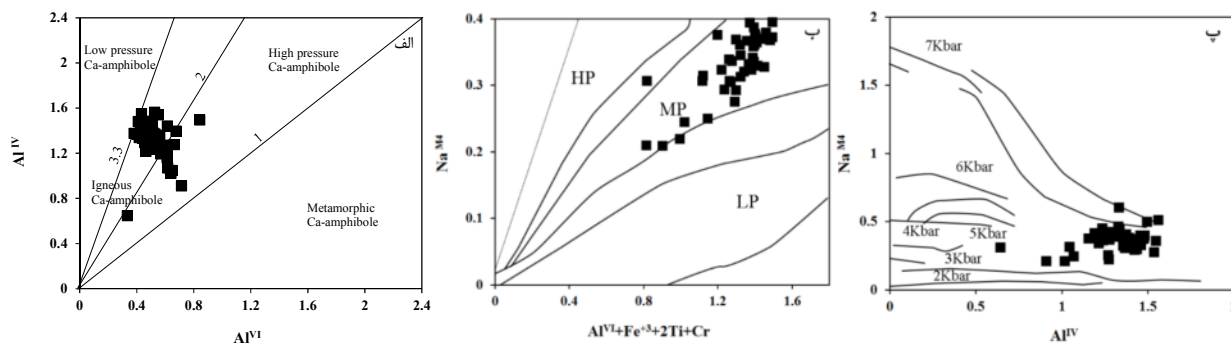 2.4
2
1.6
1.2
0.8
0.4
0
0
0.4
0.8
1.2
1.6
2
2.4
Al IV
Al VI
الف
Low pressure
Ca-amphibole
High pressure
Ca-amphibole
Igneous
Ca-amphibole
Metamorphic
Ca-amphibole
3.3
2
1
0.4
0.3
0.2
0.1
0
0
0.4
0.8
1.2
1.6
Na M4
Al VI+Fe+3+2Ti+Cr
ب
HP
MP
LP
2
1.5
1
0.5
0
0
0.5
1
1.5
Na M4
Al IV
پ
7Kbar
6Kbar
5Kbar
4Kbar
3Kbar
2Kbar